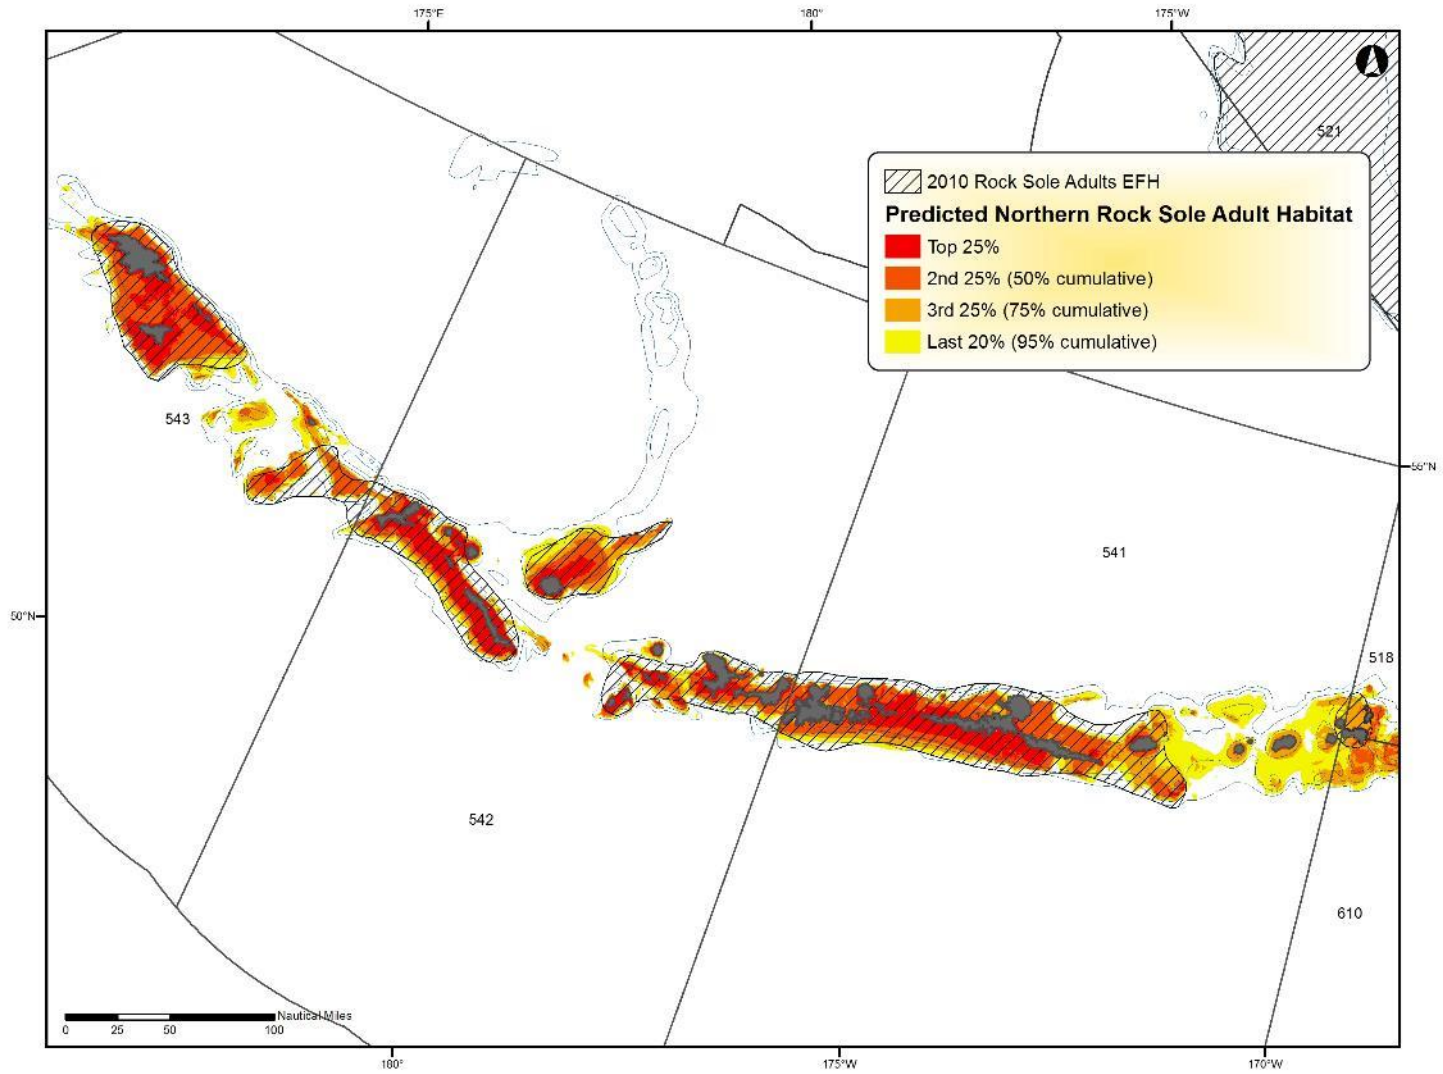 175°E 180° 175°W
521
2010 Rock Sole Adults EFH
Predicted Northern Rock Sole Adult Habitat
Top 25%
2nd 25% (50% cumulative)
3rd 25% (75% cumulative)
Last 20% (95% cumulative)
543
55°N
541
50°N
518
542
610
Nautical Miles
0 25 50 100
180° 175°W 170°W